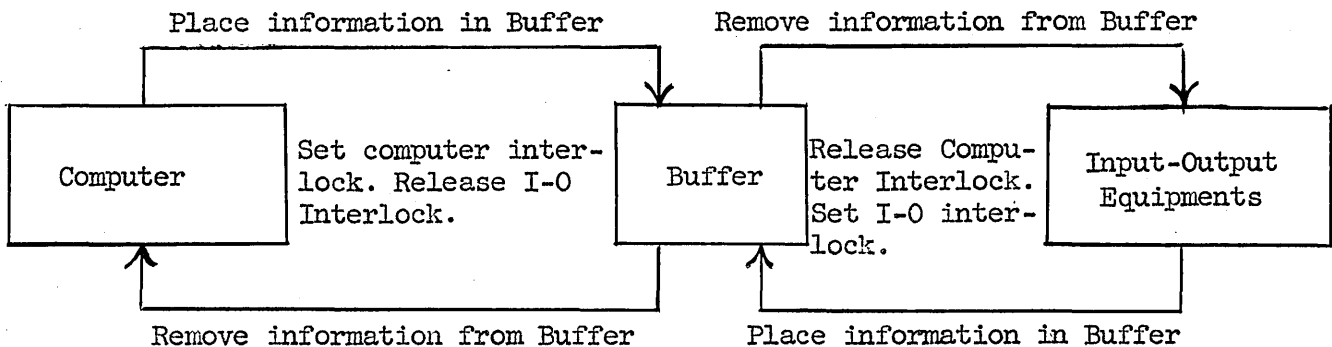 Place information in Buffer
Remove information from Buffer
Computer
Set computer inter-
lock. Release I-O
Interlock.
Buffer
Release Compu-
ter Interlock.
Set I-O inter-
lock.
Input-Output
Equipments
Remove information from Buffer
Place information in Buffer